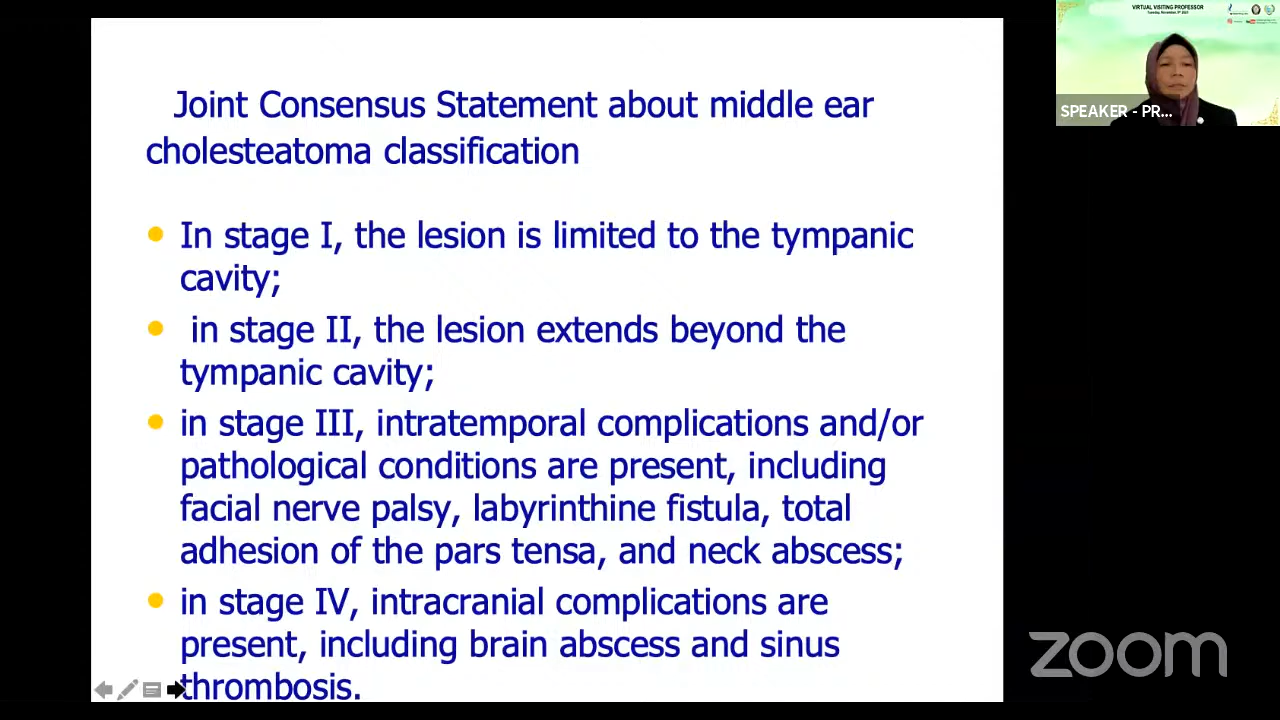 Joint Consensus Statement about middle ear
cholesteatoma classification
In stage I, the lesion is limited to the tympanic
cavity;
in stage II, the lesion extends beyond the
tympanic cavity;
in stage III, intratemporal complications and/or
pathological conditions are present, including
facial nerve palsy, labyrinthine fistula, total
adhesion of the pars tensa, and neck abscess;
in stage IV, intracranial complications are
present, including brain abscess and sinus
thrombosis.
VIRTUAL VISITING PROFESSOR
SPEAKER - PR...
zoom